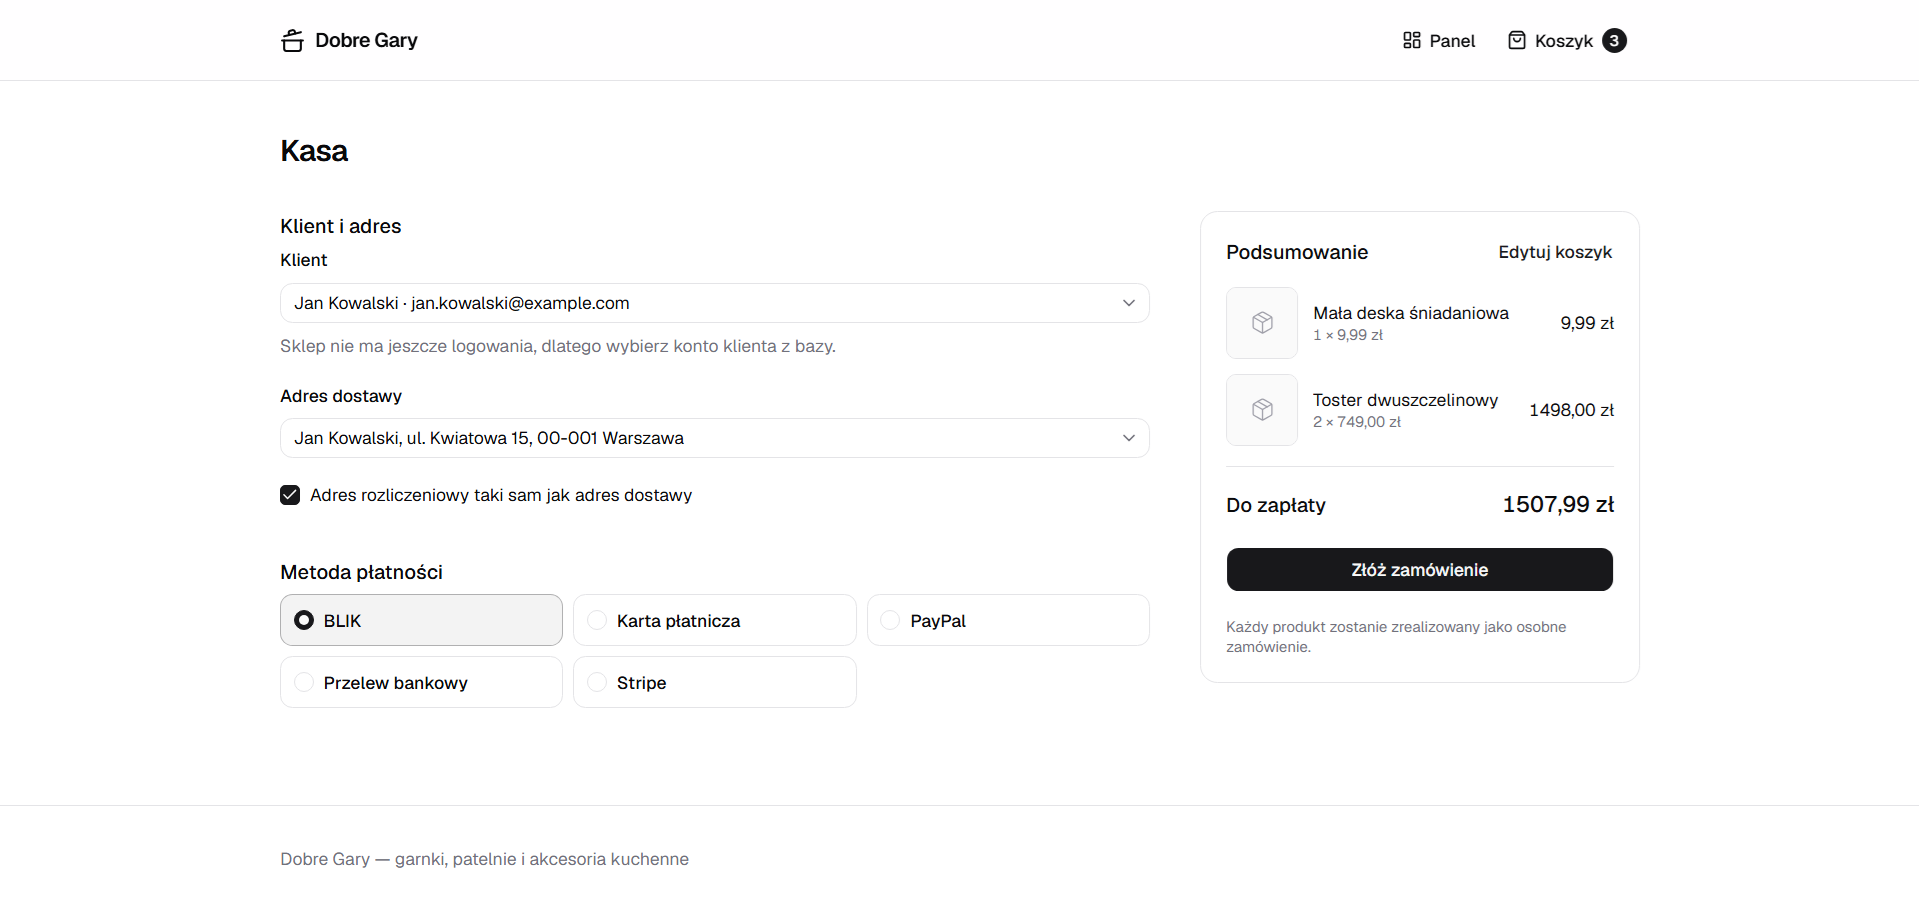 Dobre Gary
Panel
Koszyk 3
Kasa
Klient i adres
Klient
Jan Kowalski · jan.kowalski@example.com
Sklep nie ma jeszcze logowania, dlatego wybierz konto klienta z bazy.
Adres dostawy
Jan Kowalski, ul. Kwiatowa 15, 00-001 Warszawa
Adres rozliczeniowy taki sam jak adres dostawy
Metoda płatności
BLIK
Karta płatnicza
PayPal
Przelew bankowy
Stripe
Podsumowanie
Edytuj koszyk
Mała deska śniadaniowa
1 × 9,99 zł
9,99 zł
Toster dwuszczelinowy
2 × 749,00 zł
1498,00 zł
Do zapłaty
1507,99 zł
Złóż zamówienie
Każdy produkt zostanie zrealizowany jako osobne
zamówienie.
Dobre Gary — garnki, patelnie i akcesoria kuchenne